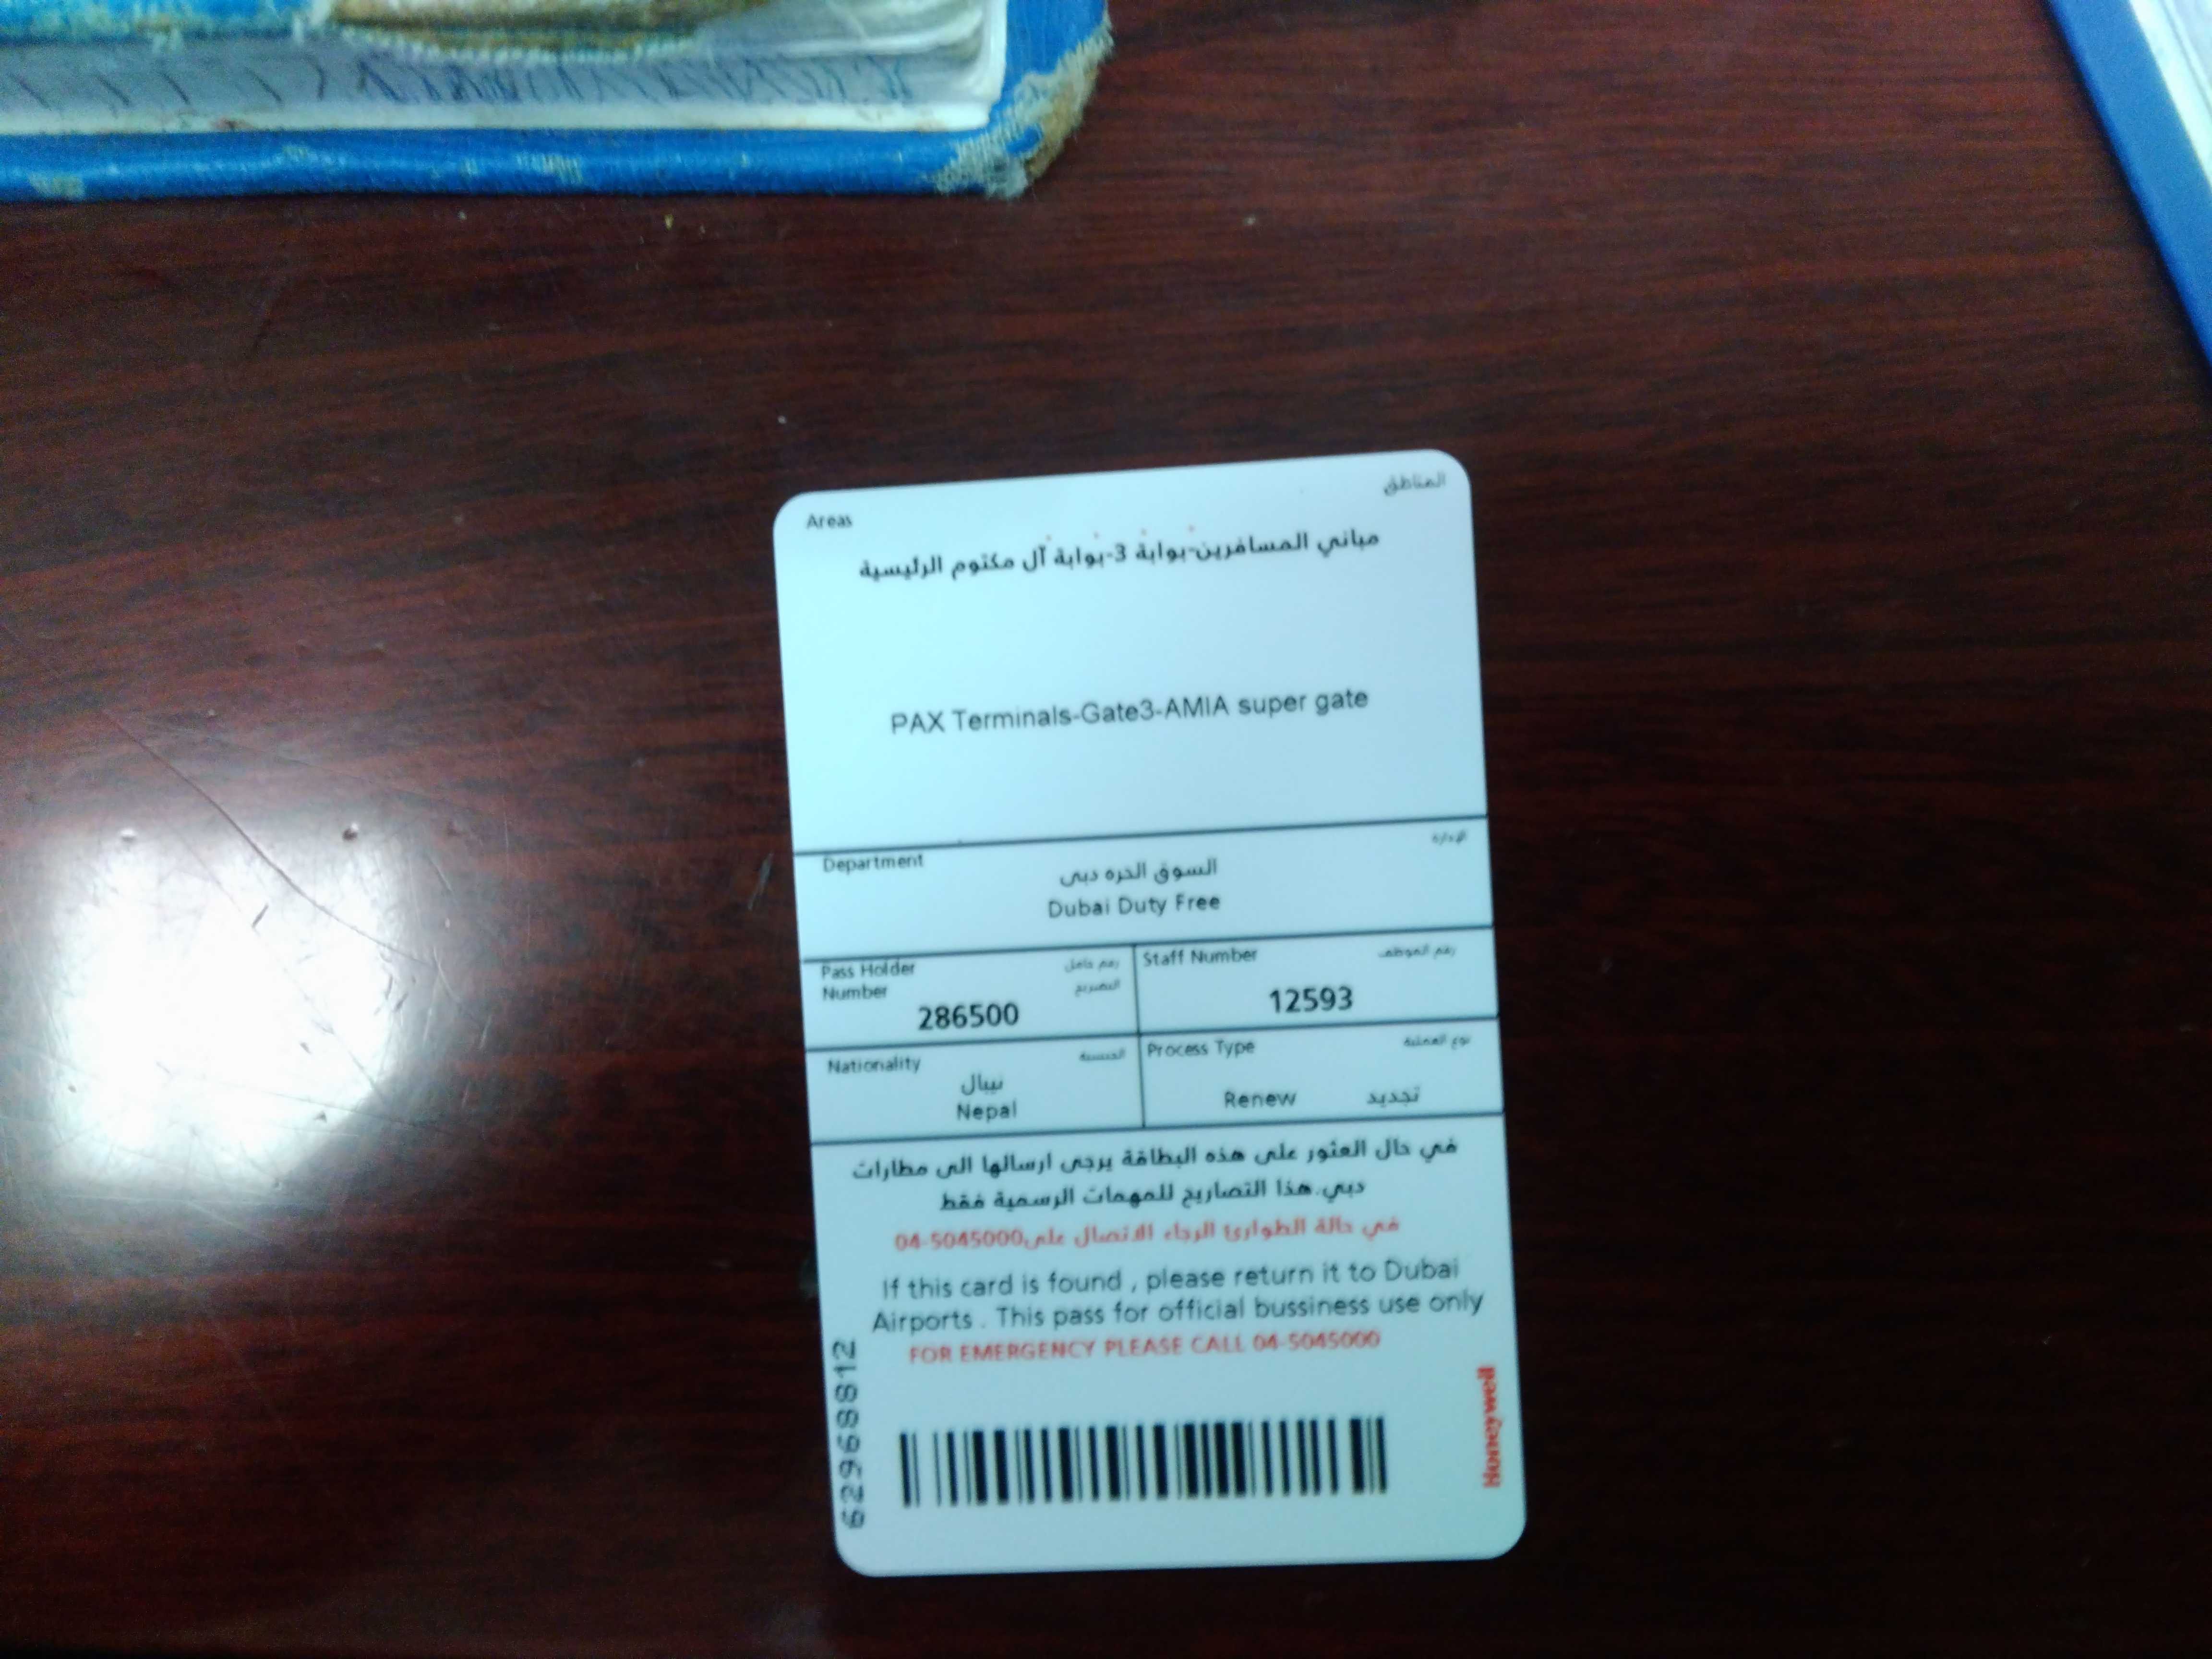 Areas
المناطق
مباني المسافرين-بوابة 3-بوابة آل مكتوم الرئيسية
PAX Terminals-Gate3-AMIA super gate
Department
الإدارة
السوق الحره دبى
Dubai Duty Free
Pass Holder Number
رقم حامل التصريح
286500
Staff Number
رقم الموظف
12593
Nationality
الجنسية
نيبال
Nepal
Process Type
نوع العملية
Renew تجديد
في حال العثور على هذه البطاقة يرجى ارسالها الى مطارات
دبي.هذا التصاريح للمهمات الرسمية فقط
في حالة الطوارئ الرجاء الاتصال على04-5045000
If this card is found , please return it to Dubai
Airports . This pass for official bussiness use only
FOR EMERGENCY PLEASE CALL 04-5045000
62968812
Honeywell